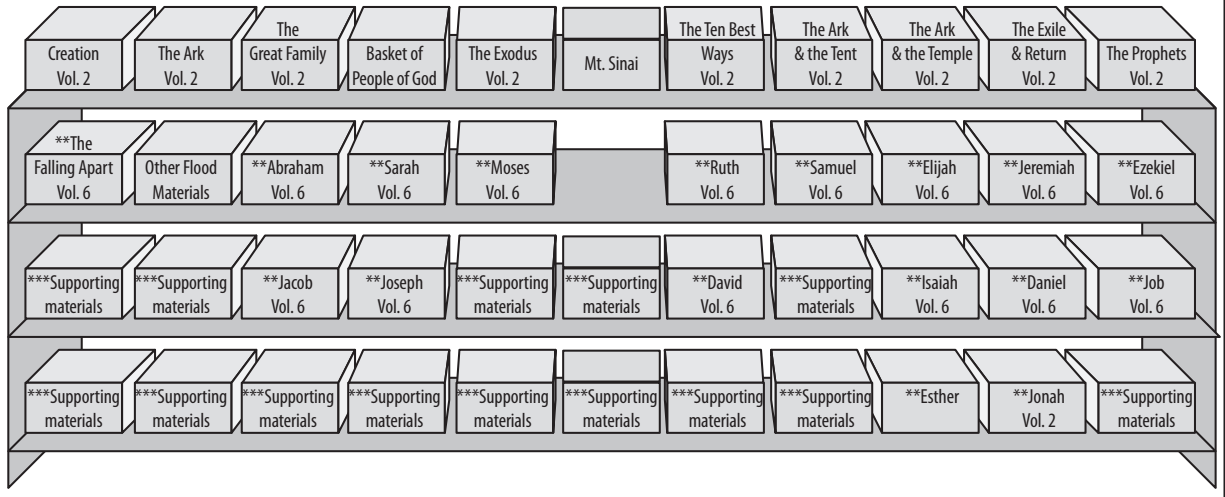 Creation
Vol. 2
The Ark
Vol. 2
The
Great Family
Vol. 2
Basket of
People of God
The Exodus
Vol. 2
Mt. Sinai
The Ten Best
Ways
Vol. 2
The Ark
& the Tent
Vol. 2
The Ark
& the Temple
Vol. 2
The Exile
& Return
Vol. 2
The Prophets
Vol. 2
**The
Falling Apart
Vol. 6
Other Flood
Materials
**Abraham
Vol. 6
**Sarah
Vol. 6
**Moses
Vol. 6
**Ruth
Vol. 6
**Samuel
Vol. 6
**Elijah
Vol. 6
**Jeremiah
Vol. 6
**Ezekiel
Vol. 6
***Supporting
materials
***Supporting
materials
**Jacob
Vol. 6
**Joseph
Vol. 6
***Supporting
materials
***Supporting
materials
**David
Vol. 6
***Supporting
materials
**Isaiah
Vol. 6
**Daniel
Vol. 6
**Job
Vol. 6
***Supporting
materials
***Supporting
materials
***Supporting
materials
***Supporting
materials
***Supporting
materials
***Supporting
materials
***Supporting
materials
***Supporting
materials
**Esther
**Jonah
Vol. 2
***Supporting
materials